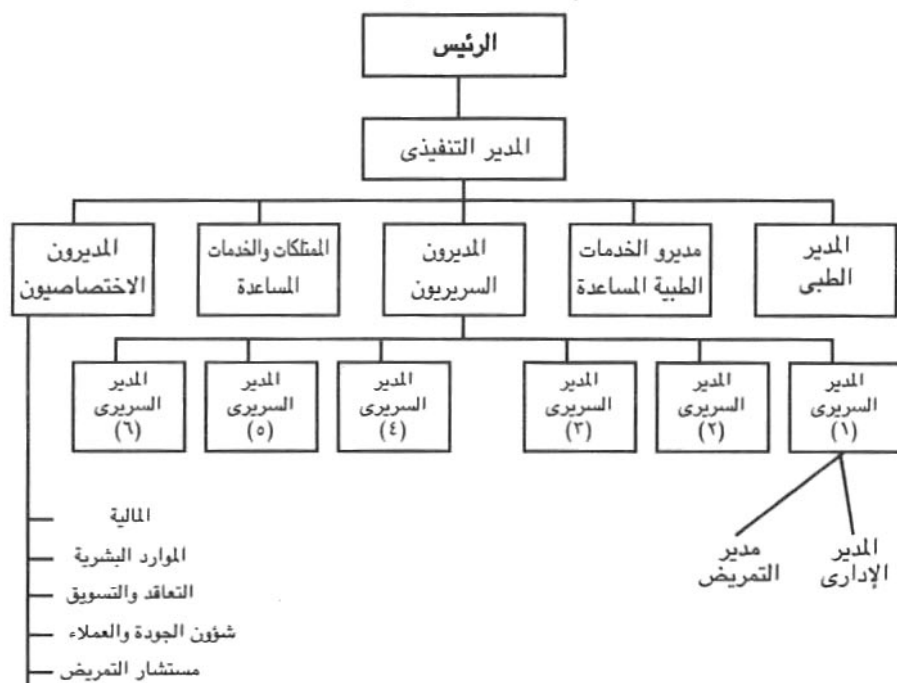 الرئيس
المدير التنفيذى
المدير
الطبى
مديرو الخدمات
الطبية المساعدة
المديرون
السريريون
الممتلكات والخدمات
المساعدة
المديرون
الاختصاصيون
المدير
السريرى
(١)
المدير
السريرى
(٢)
المدير
السريرى
(٣)
المدير
السريرى
(٤)
المدير
السريرى
(٥)
المدير
السريرى
(٦)
المدير
الإدارى
مدير
التمريض
المالية
الموارد البشرية
التعاقد والتسويق
شؤون الجودة والعملاء
مستشار التمريض